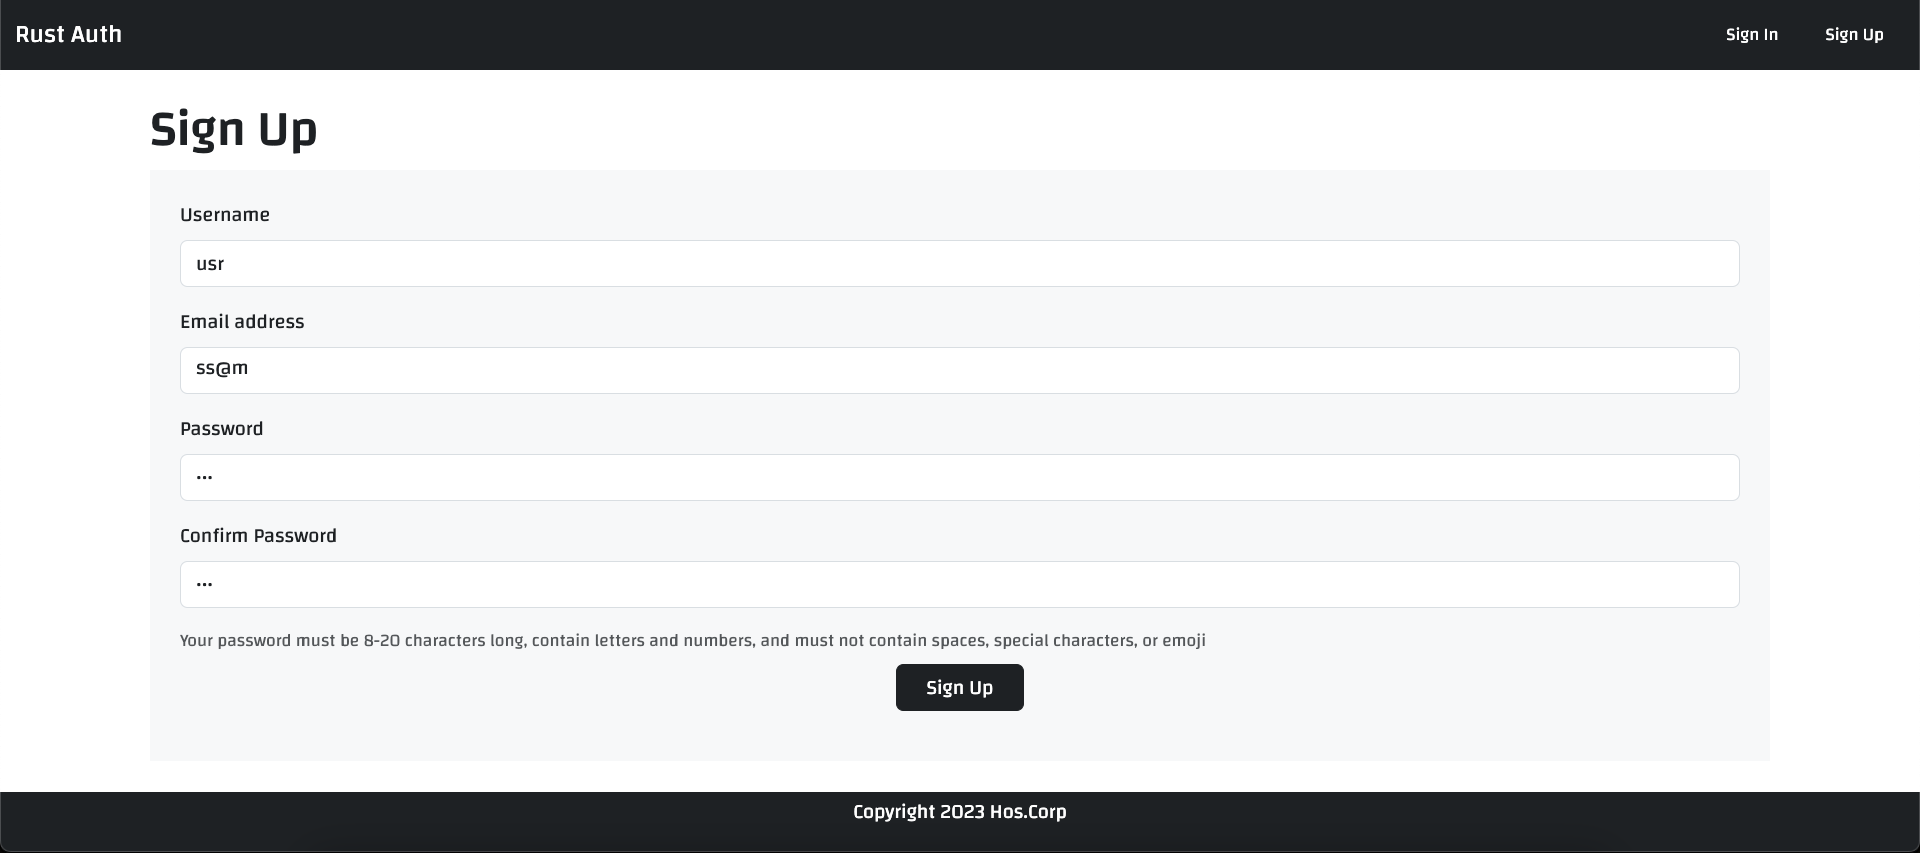 Rust Auth
Sign In
Sign Up
Sign Up
Username
usr
Email address
ss@m
Password
•••
Confirm Password
•••
Your password must be 8-20 characters long, contain letters and numbers, and must not contain spaces, special characters, or emoji
Sign Up
Copyright 2023 Hos.Corp